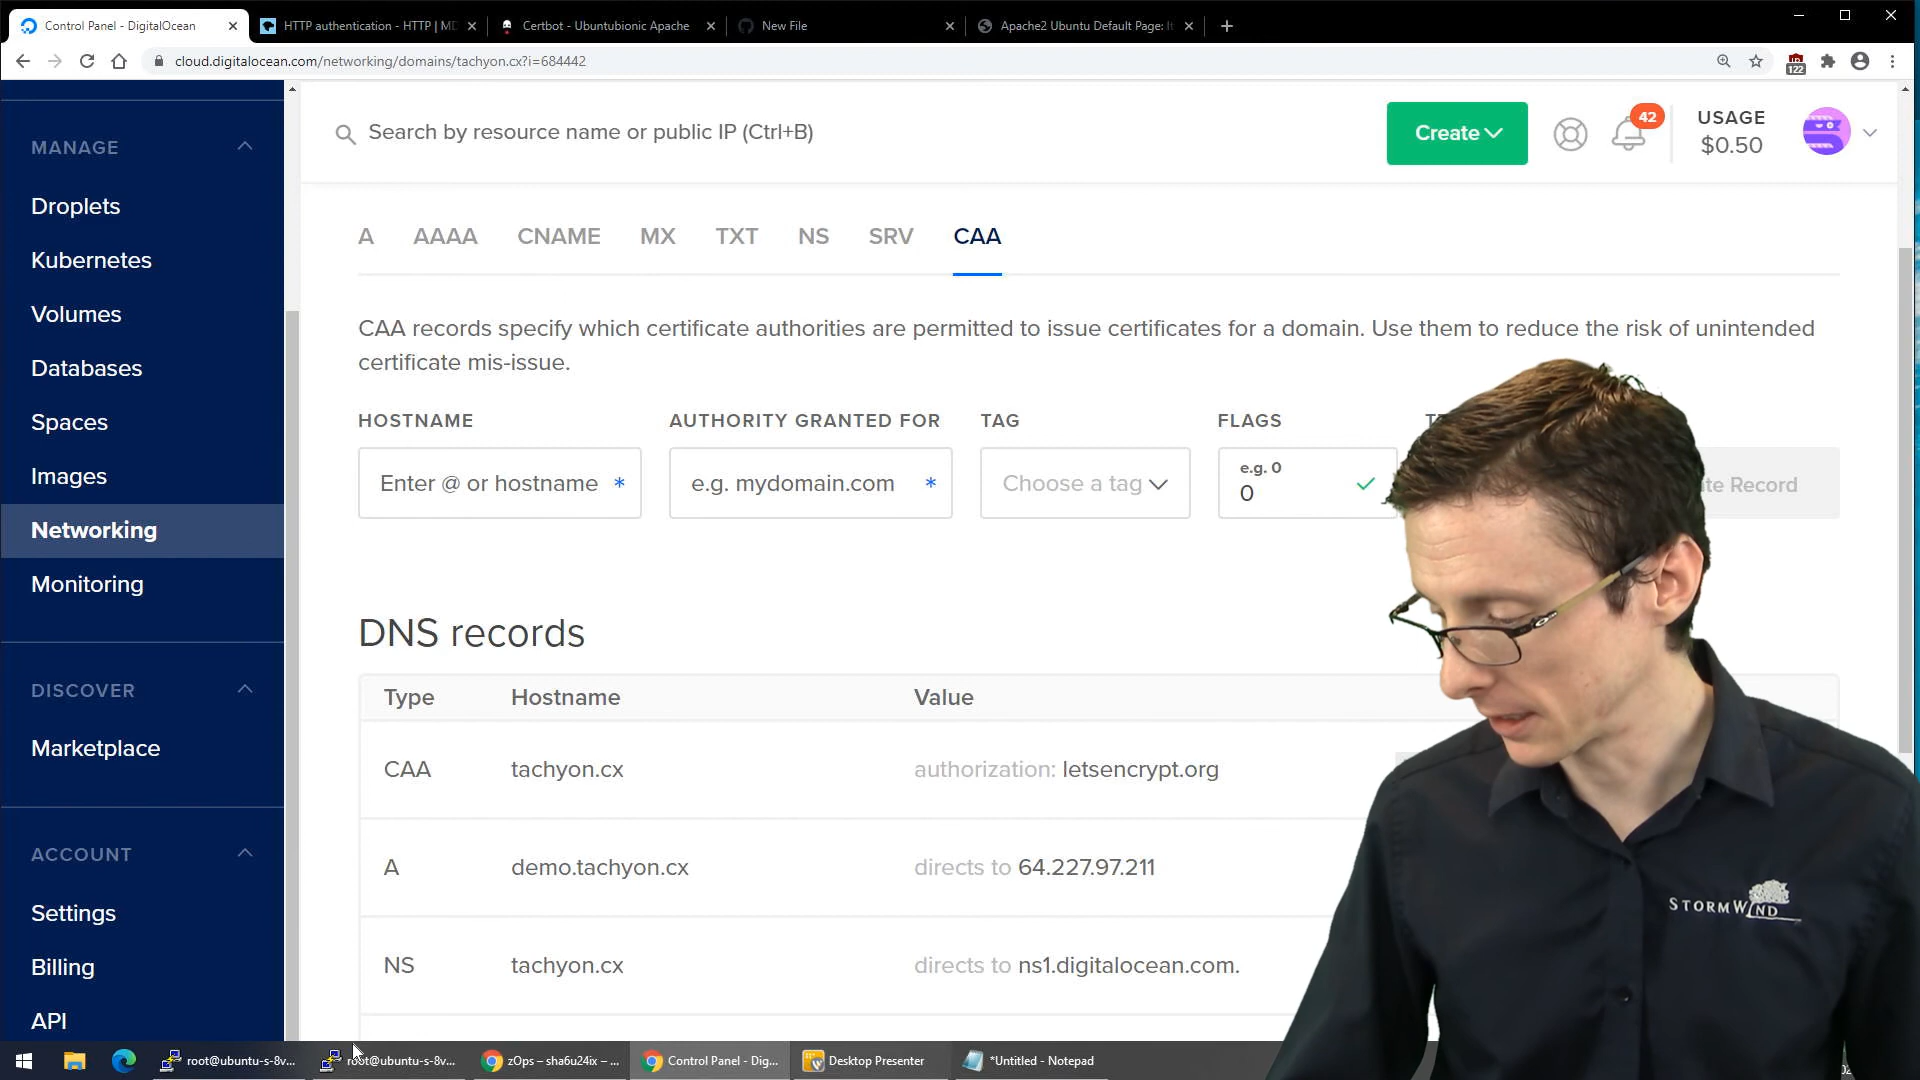 Control Panel - DigitalOcean
HTTP authentication - HTTP | MD
Certbot - Ubuntubionic Apache
New File
Apache2 Ubuntu Default Page: It
cloud.digitalocean.com/networking/domains/tachyon.cx?i=684442
122
MANAGE
Droplets
Kubernetes
Volumes
Databases
Spaces
Images
Networking
Monitoring
DISCOVER
Marketplace
ACCOUNT
Settings
Billing
API
Search by resource name or public IP (Ctrl+B)
Create
42
USAGE
$0.50
A AAAA CNAME MX TXT NS SRV CAA
CAA records specify which certificate authorities are permitted to issue certificates for a domain. Use them to reduce the risk of unintended
certificate mis-issue.
HOSTNAME AUTHORITY GRANTED FOR TAG FLAGS
Enter @ or hostname *
e.g. mydomain.com *
Choose a tag
e.g. 0
0
Record
DNS records
Type Hostname Value
CAA tachyon.cx authorization: letsencrypt.org
A demo.tachyon.cx directs to 64.227.97.211
NS tachyon.cx directs to ns1.digitalocean.com.
STORMWIND
root@ubuntu-s-8v...
root@ubuntu-s-8v...
zOps – sha6u24ix – ...
Control Panel - Dig...
Desktop Presenter
*Untitled - Notepad